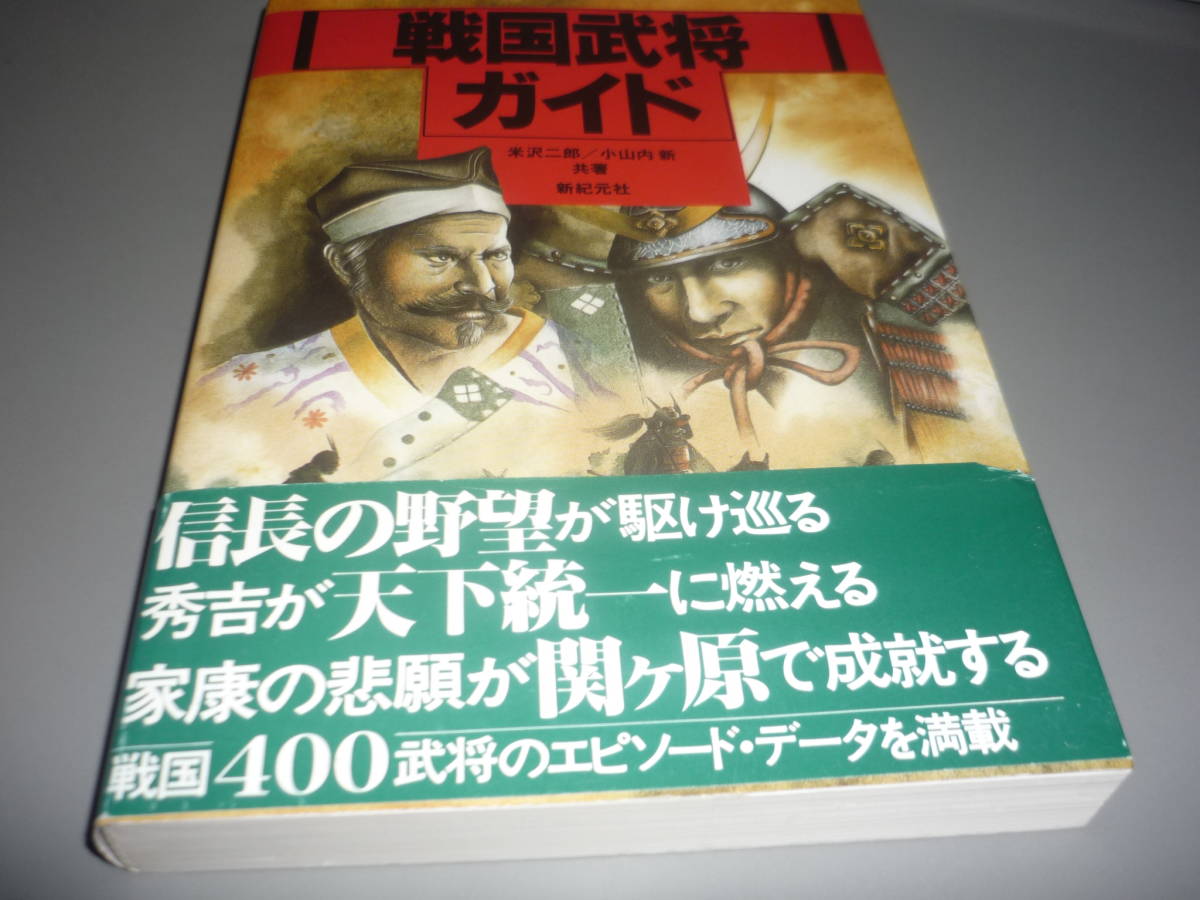 戦国武将
ガイド
米沢二郎/小山内 新
共著
新紀元社
信長の野望が駆け巡る
秀吉が天下統一に燃える
家康の悲願が関ヶ原で成就する
戦国400武将のエピソード・データを満載